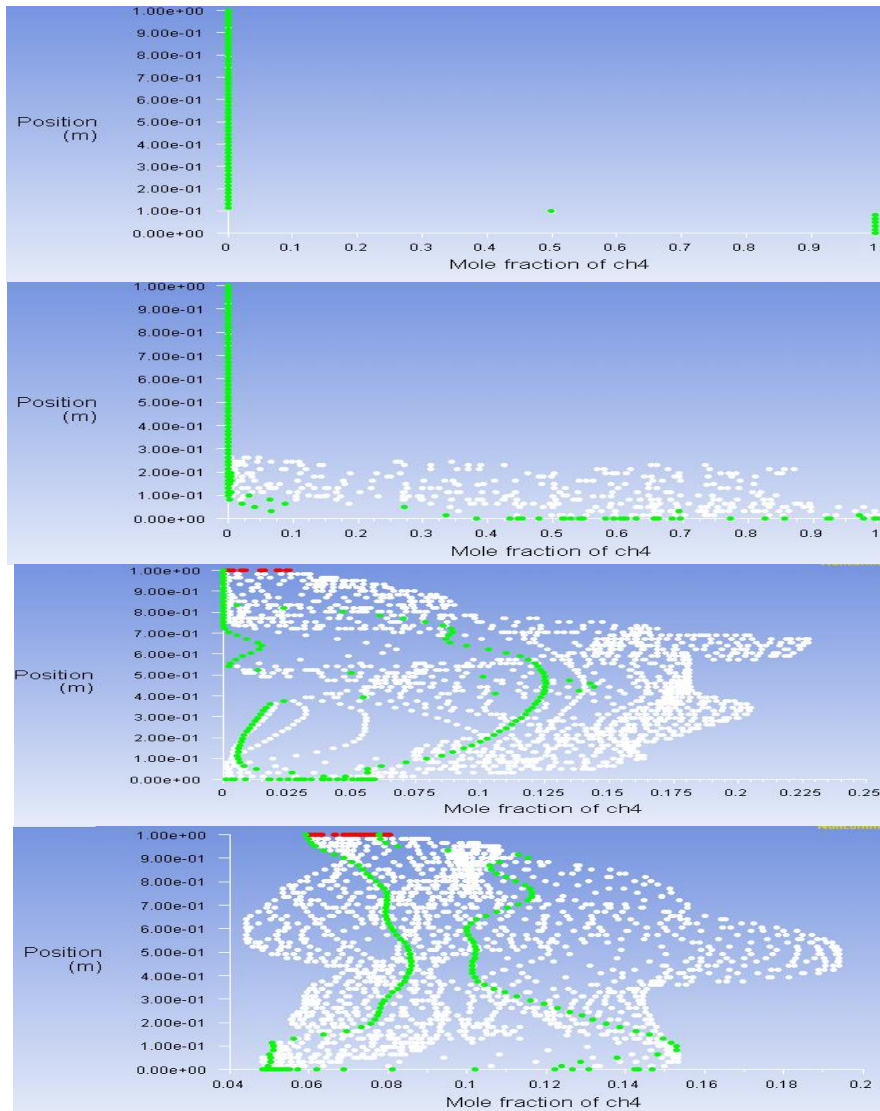 1.00e+00
9.00e-01
8.00e-01
7.00e-01
6.00e-01
5.00e-01
Position
(m)
4.00e-01
3.00e-01
2.00e-01
1.00e-01
0.00e+00
0 0.1 0.2 0.3 0.4 0.5 0.6 0.7 0.8 0.9 1
Mole fraction of ch4
1.00e+00
9.00e-01
8.00e-01
7.00e-01
6.00e-01
5.00e-01
Position
(m)
4.00e-01
3.00e-01
2.00e-01
1.00e-01
0.00e+00
0 0.1 0.2 0.3 0.4 0.5 0.6 0.7 0.8 0.9 1
Mole fraction of ch4
1.00e+00
9.00e-01
8.00e-01
7.00e-01
6.00e-01
5.00e-01
Position
(m)
4.00e-01
3.00e-01
2.00e-01
1.00e-01
0.00e+00
0 0.025 0.05 0.075 0.1 0.125 0.15 0.175 0.2 0.225 0.25
Mole fraction of ch4
1.00e+00
9.00e-01
8.00e-01
7.00e-01
6.00e-01
5.00e-01
Position
(m)
4.00e-01
3.00e-01
2.00e-01
1.00e-01
0.00e+00
0.04 0.06 0.08 0.1 0.12 0.14 0.16 0.18 0.2
Mole fraction of ch4